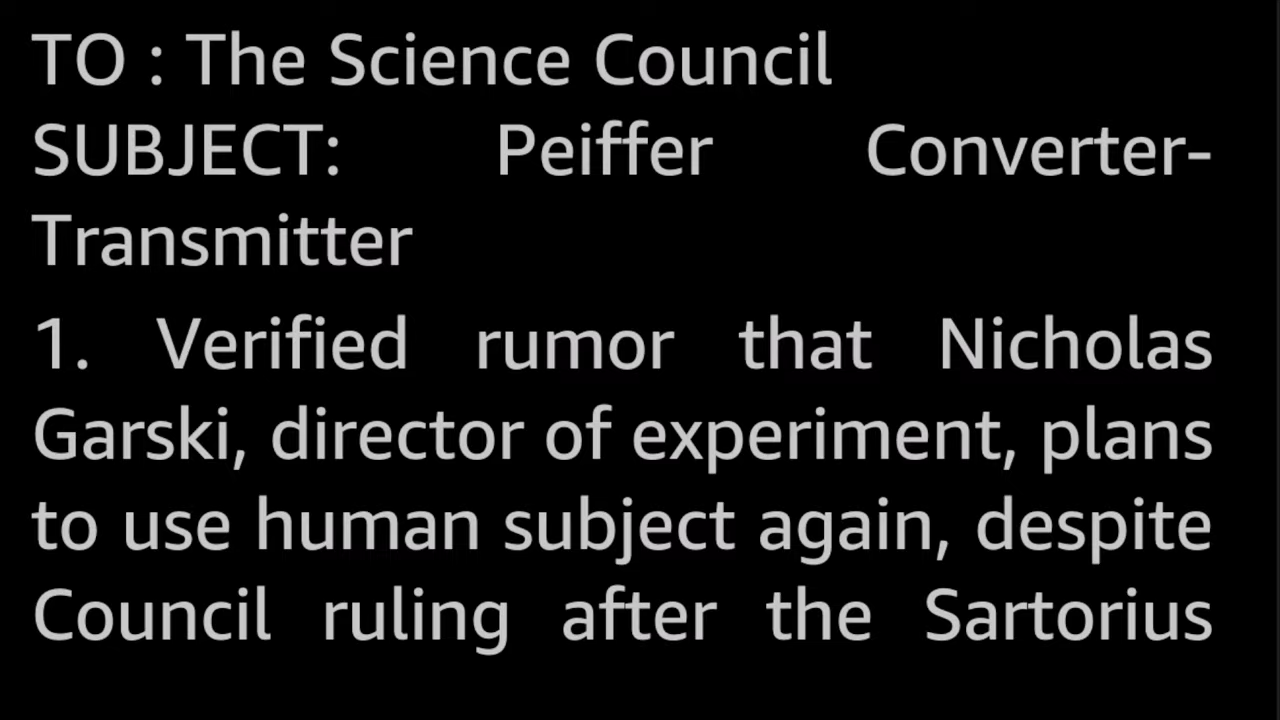 TO : The Science Council
SUBJECT: Peiffer Converter-
Transmitter
1. Verified rumor that Nicholas
Garski, director of experiment, plans
to use human subject again, despite
Council ruling after the Sartorius